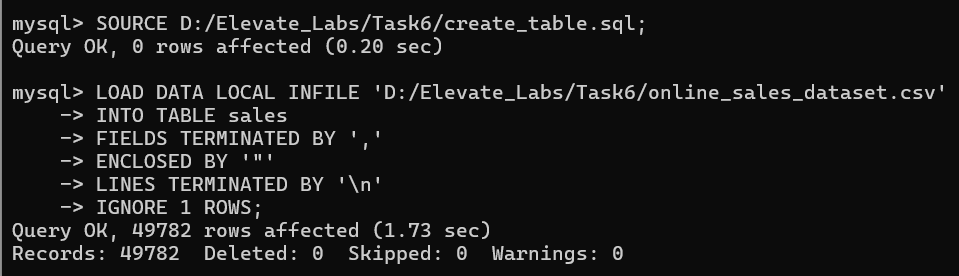 mysql> SOURCE D:/Elevate_Labs/Task6/create_table.sql;
Query OK, 0 rows affected (0.20 sec)

mysql> LOAD DATA LOCAL INFILE 'D:/Elevate_Labs/Task6/online_sales_dataset.csv'
    -> INTO TABLE sales
    -> FIELDS TERMINATED BY ','
    -> ENCLOSED BY '"'
    -> LINES TERMINATED BY '\n'
    -> IGNORE 1 ROWS;
Query OK, 49782 rows affected (1.73 sec)
Records: 49782  Deleted: 0  Skipped: 0  Warnings: 0